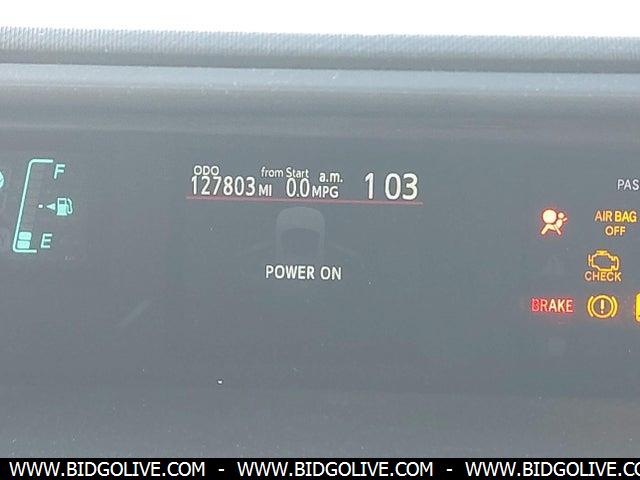 ODO from Start a.m.
127803 MI 0.0 MPG 1 03
F
E
POWER ON
PAS
AIR BAG
OFF
CHECK
BRAKE
WWW.BIDGOLIVE.COM - WWW.BIDGOLIVE.COM - WWW.BIDGOLIVE.CO